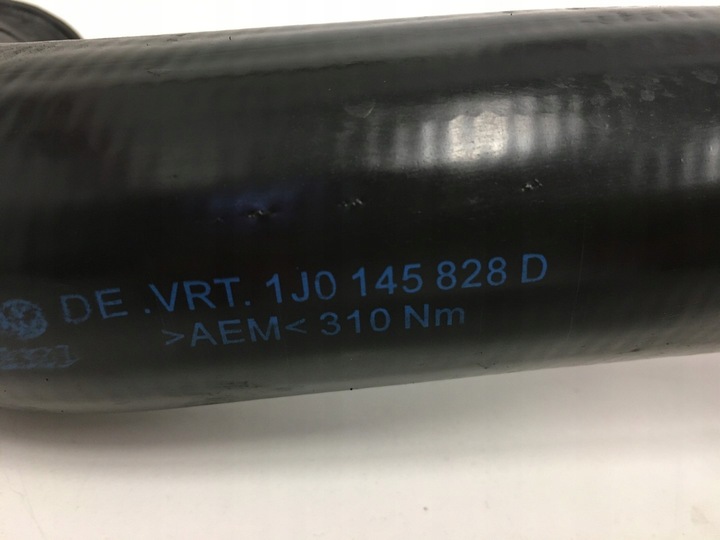 DE .VRT. 1J0 145 828 D
>AEM< 310 Nm